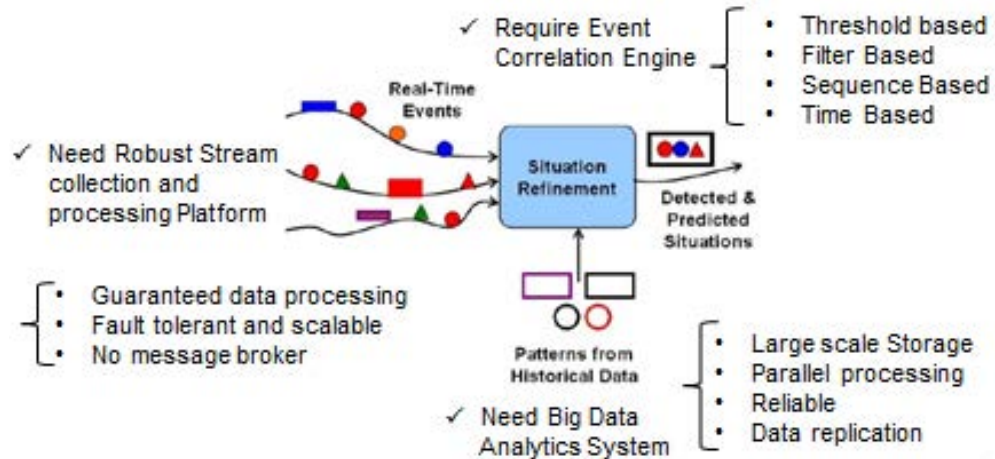 ✓ Require Event
Correlation Engine
• Threshold based
• Filter Based
• Sequence Based
• Time Based
Real-Time
Events
✓ Need Robust Stream
collection and
processing Platform
Situation
Refinement
Detected &
Predicted
Situations
• Guaranteed data processing
• Fault tolerant and scalable
• No message broker
Patterns from
Historical Data
✓ Need Big Data
Analytics System
• Large scale Storage
• Parallel processing
• Reliable
• Data replication